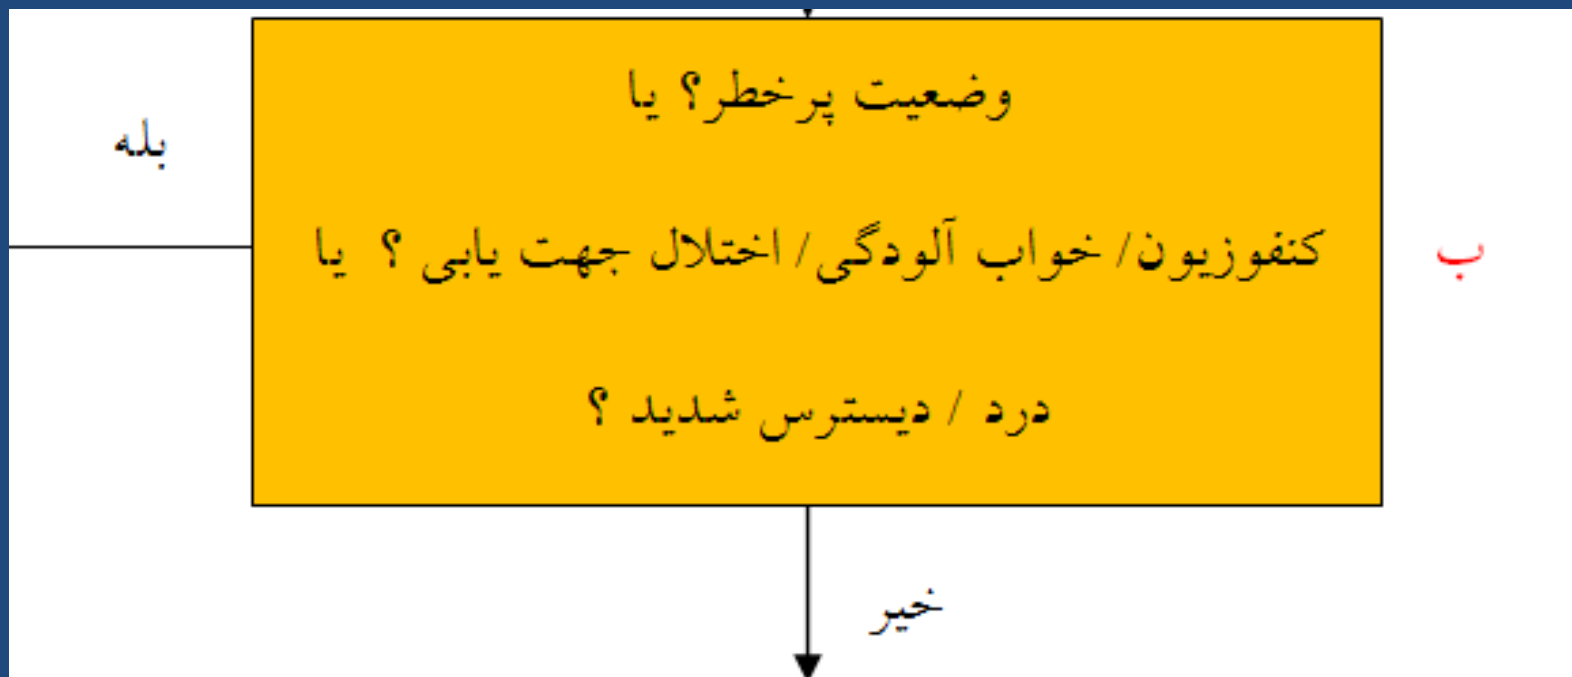 وضعیت پرخطر؟ یا
بله
کنفوزیون/ خواب آلودگی/ اختلال جهت یابی ؟ یا
ب
درد / دیسترس شدید ؟
خیر